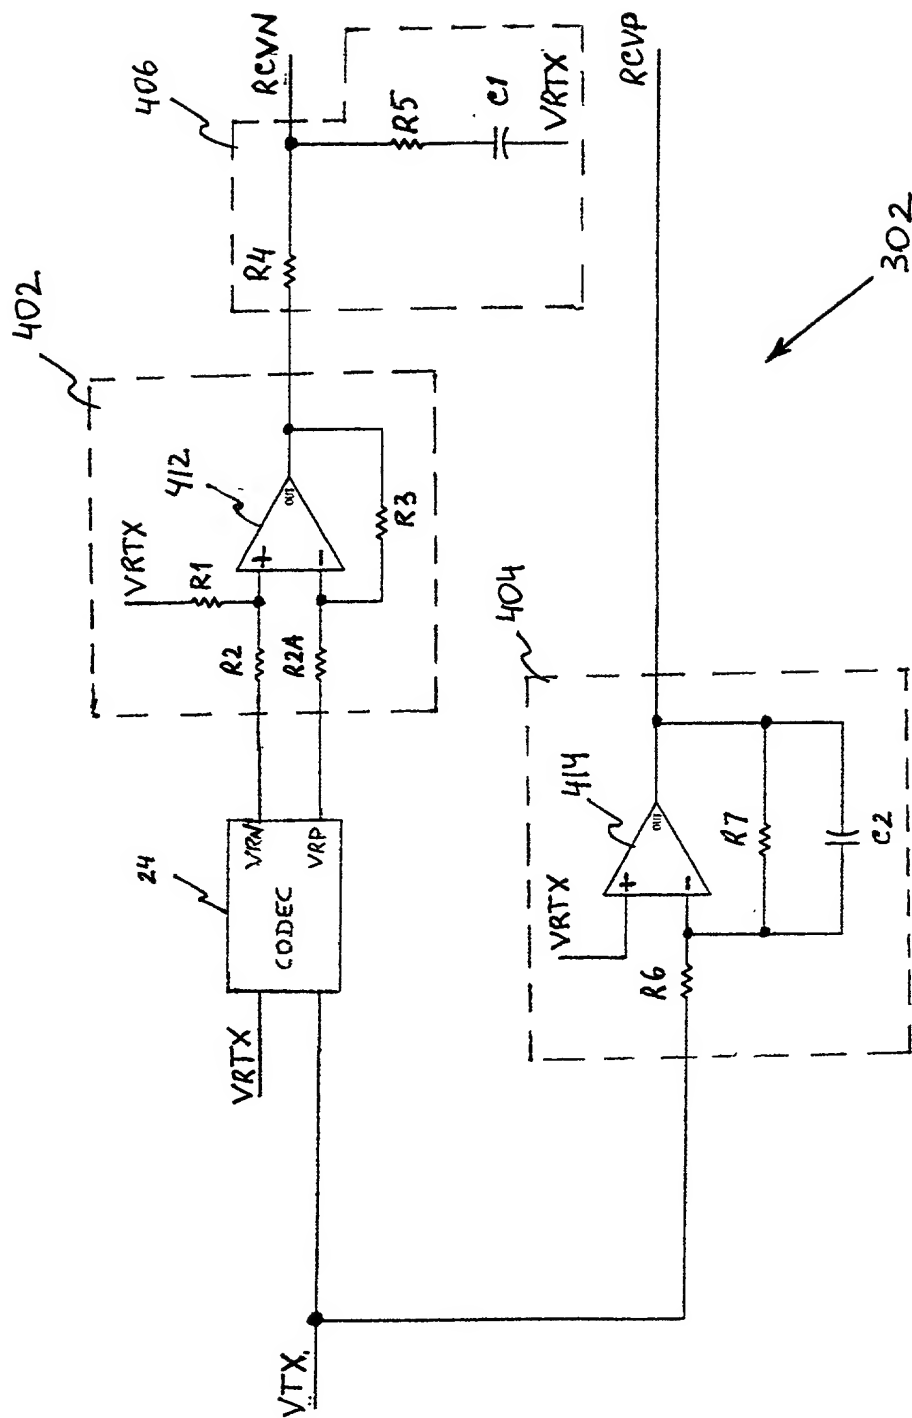 406
RCVN
R4
R5
C1
VRTX
402
412
VRTX
R1
OUT
+
-
R2
R2A
R3
24
VRN
VRP
CODEC
VRTX
RCVP
302
404
414
VRTX
OUT
+
-
R6
R7
C2
VTX